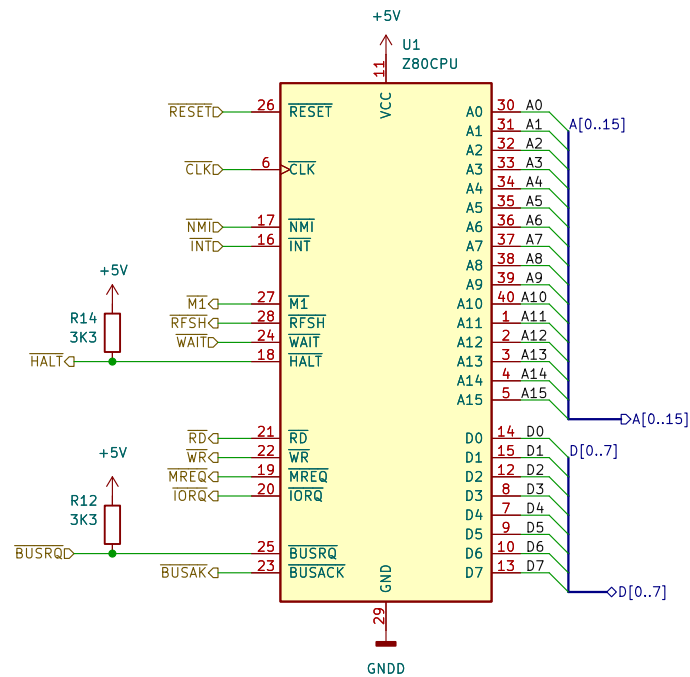 +5V
U1
Z80CPU
11
VCC
RESET 26 RESET
CLK 6 CLK
NMI 17 NMI
INT 16 INT
+5V
R14
3K3
M1 27 M1
RFSH 28 RFSH
WAIT 24 WAIT
HALT 18 HALT
RD 21 RD
WR 22 WR
MREQ 19 MREQ
IORQ 20 IORQ
+5V
R12
3K3
BUSRQ 25 BUSRQ
BUSAK 23 BUSACK
A0 30 A0
A1 31 A1
A2 32 A2
A3 33 A3
A4 34 A4
A5 35 A5
A6 36 A6
A7 37 A7
A8 38 A8
A9 39 A9
A10 40 A10
A11 1 A11
A12 2 A12
A13 3 A13
A14 4 A14
A15 5 A15
A[0..15]
A[0..15]
D0 14 D0
D1 15 D1
D2 12 D2
D3 8 D3
D4 7 D4
D5 9 D5
D6 10 D6
D7 13 D7
D[0..7]
D[0..7]
GND
29
GNDD